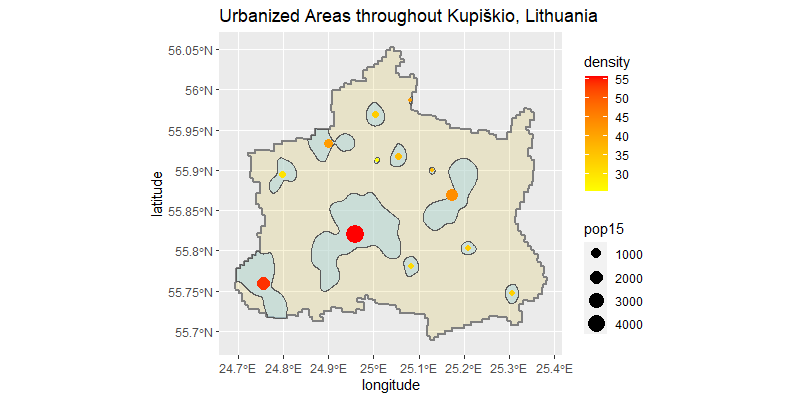 Urbanized Areas throughout Kupiškio, Lithuania
56.05°N
56°N
55.95°N
55.9°N
55.85°N
55.8°N
55.75°N
55.7°N
latitude
24.7°E 24.8°E 24.9°E 25°E 25.1°E 25.2°E 25.3°E 25.4°E
longitude
density
55
50
45
40
35
30
pop15
1000
2000
3000
4000